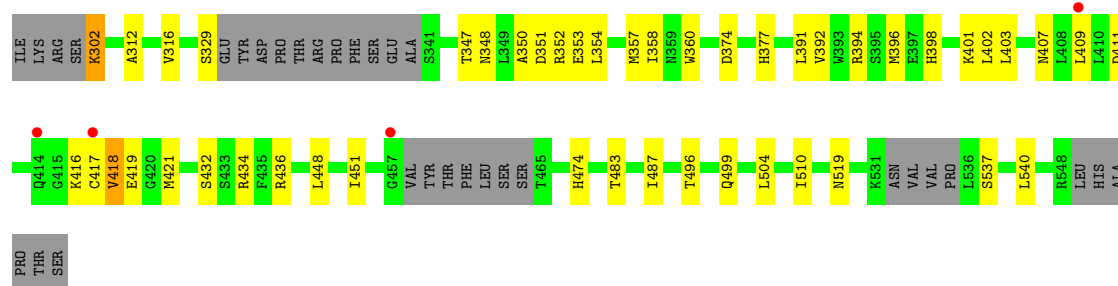 ILE LYS ARG SER K302 A312 V316 S329 GLU TYR ASP PRO THR ARG PRO PHE SER GLU ALA S341 T347 N348 L349 A350 D351 R352 E353 L354 M357 I358 N359 W360 D374 H377 L391 V392 W393 R394 S395 M396 E397 H398 K401 L402 L403 N407 L408 L409 L410 D411
Q414 G415 K416 C417 V418 E419 G420 M421 S432 S433 R434 F435 R436 L448 I451 G457 VAL TYR THR PHE LEU SER SER T465 H474 T483 I487 T496 Q499 L504 I510 N519 K531 ASN VAL VAL PRO L536 S537 L540 R548 LEU HIS ALA
PRO THR SER